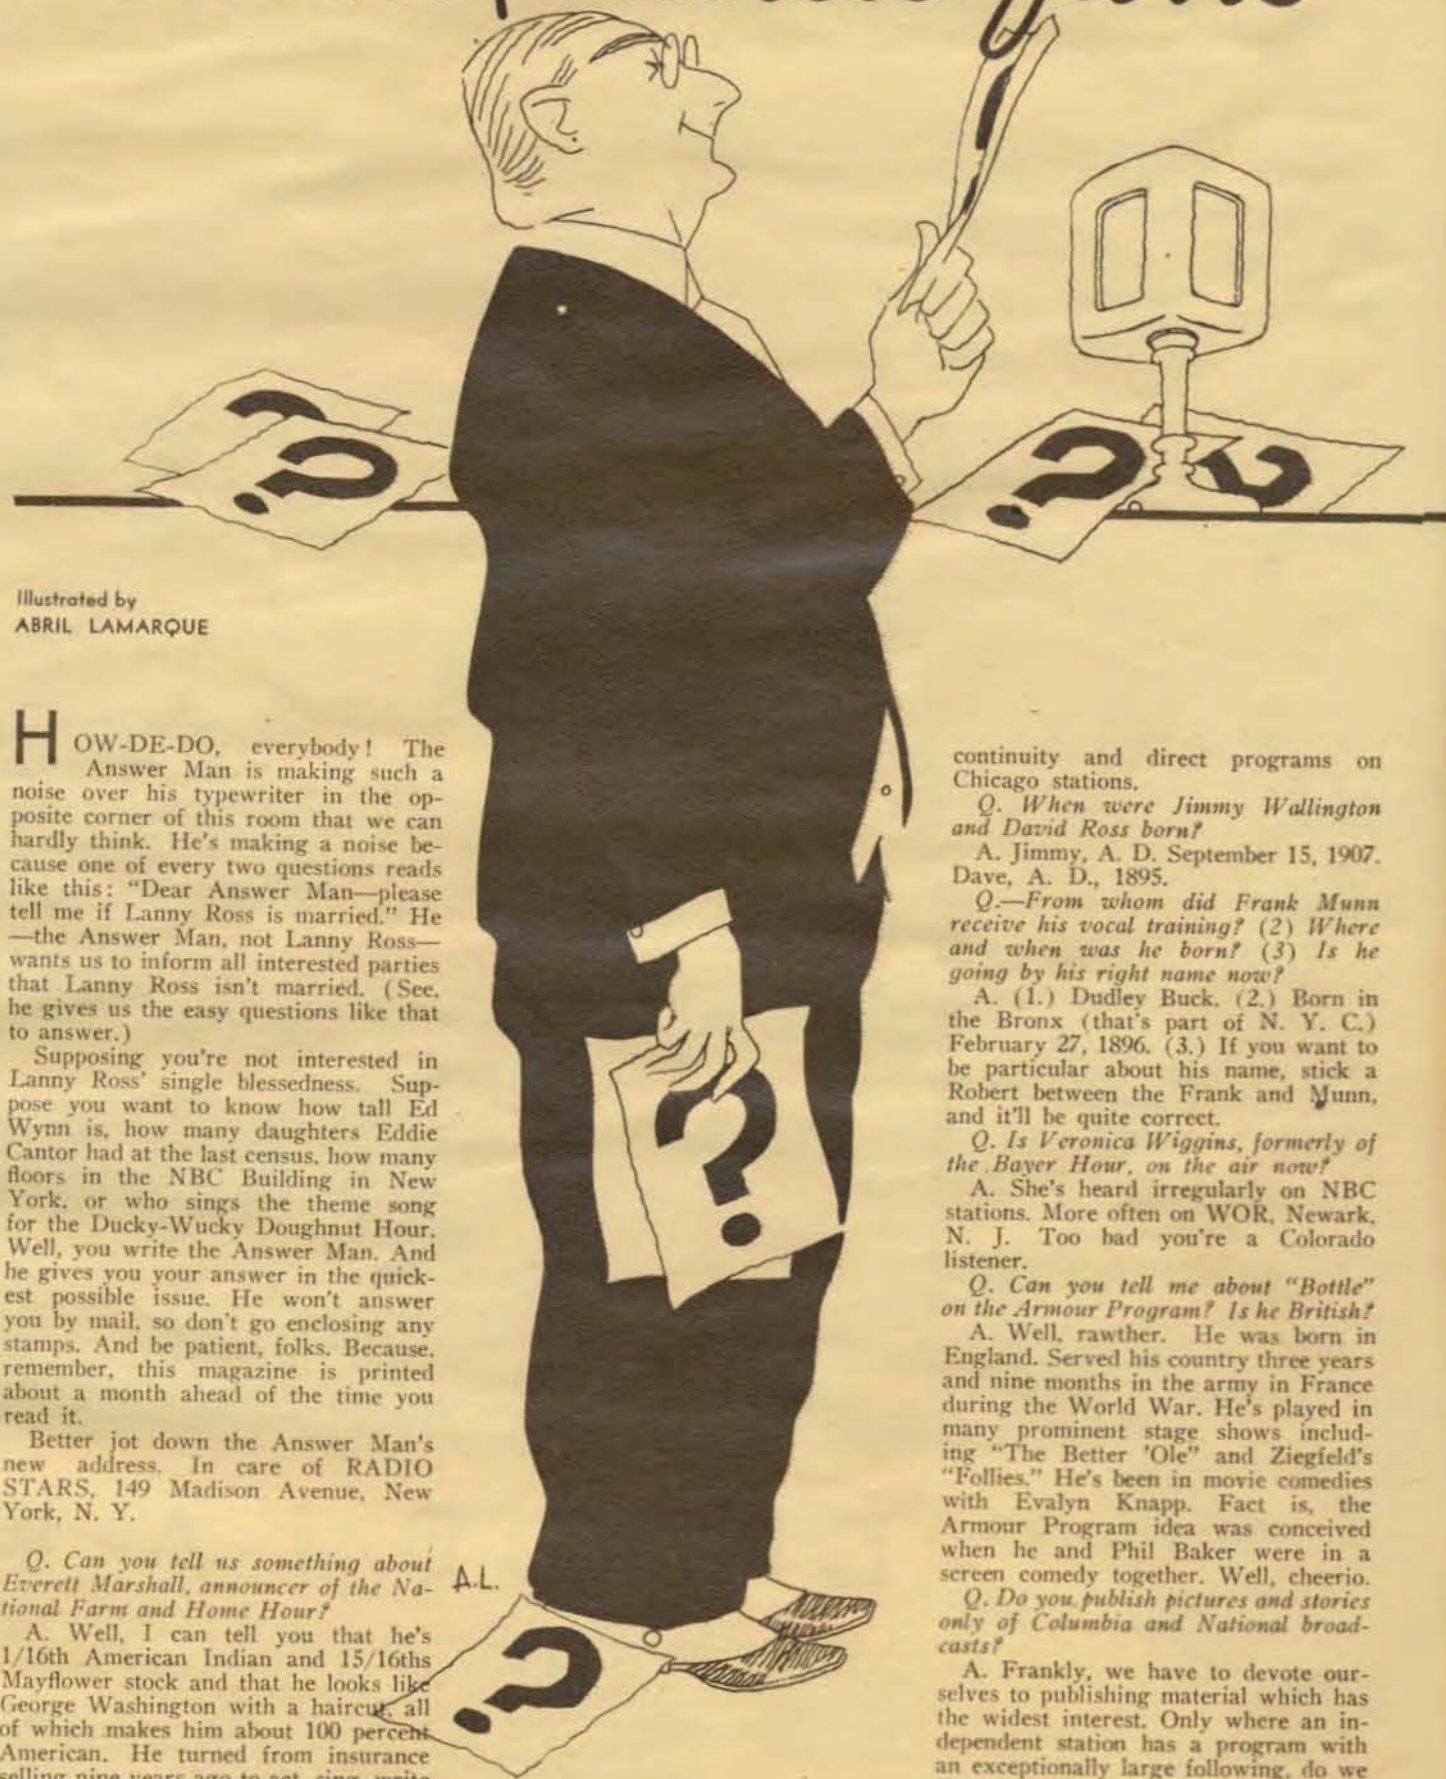 Illustrated by
ABRIL LAMARQUE
HOW-DE-DO, everybody! The
Answer Man is making such a
noise over his typewriter in the op-
posite corner of this room that we can
hardly think. He's making a noise be-
cause one of every two questions reads
like this: “Dear Answer Man—please
tell me if Lanny Ross is married.” He
—the Answer Man, not Lanny Ross—
wants us to inform all interested parties
that Lanny Ross isn't married. (See,
he gives us the easy questions like that
to answer.)
Supposing you're not interested in
Lanny Ross' single blessedness. Sup-
pose you want to know how tall Ed
Wynn is, how many daughters Eddie
Cantor had at the last census, how many
floors in the NBC Building in New
York, or who sings the theme song
for the Ducky-Wucky Doughnut Hour.
Well, you write the Answer Man. And
he gives you your answer in the quick-
est possible issue. He won't answer
you by mail, so don't go enclosing any
stamps. And be patient, folks. Because,
remember, this magazine is printed
about a month ahead of the time you
read it.
Better jot down the Answer Man's
new address. In care of RADIO
STARS, 149 Madison Avenue, New
York, N. Y.
Q. Can you tell us something about
Everett Marshall, announcer of the Na-
tional Farm and Home Hour?
A. Well, I can tell you that he's
1/16th American Indian and 15/16ths
Mayflower stock and that he looks like
George Washington with a haircut, all
of which makes him about 100 percent
American. He turned from insurance
selling nine years ago to act, sing, write
?
?
?
?
?
?
A.L.
continuity and direct programs on
Chicago stations.
Q. When were Jimmy Wallington
and David Ross born?
A. Jimmy, A. D. September 15, 1907.
Dave, A. D., 1895.
Q.—From whom did Frank Munn
receive his vocal training? (2) Where
and when was he born? (3) Is he
going by his right name now?
A. (1.) Dudley Buck. (2.) Born in
the Bronx (that's part of N. Y. C.)
February 27, 1896. (3.) If you want to
be particular about his name, stick a
Robert between the Frank and Munn,
and it'll be quite correct.
Q. Is Veronica Wiggins, formerly of
the Bayer Hour, on the air now?
A. She's heard irregularly on NBC
stations. More often on WOR, Newark,
N. J. Too bad you're a Colorado
listener.
Q. Can you tell me about “Bottle”
on the Armour Program? Is he British?
A. Well, rawther. He was born in
England. Served his country three years
and nine months in the army in France
during the World War. He's played in
many prominent stage shows includ-
ing “The Better 'Ole” and Ziegfeld's
“Follies.” He's been in movie comedies
with Evalyn Knapp. Fact is, the
Armour Program idea was conceived
when he and Phil Baker were in a
screen comedy together. Well, cheerio.
Q. Do you publish pictures and stories
only of Columbia and National broad-
casts?
A. Frankly, we have to devote our-
selves to publishing material which has
the widest interest. Only where an in-
dependent station has a program with
an exceptionally large following, do we